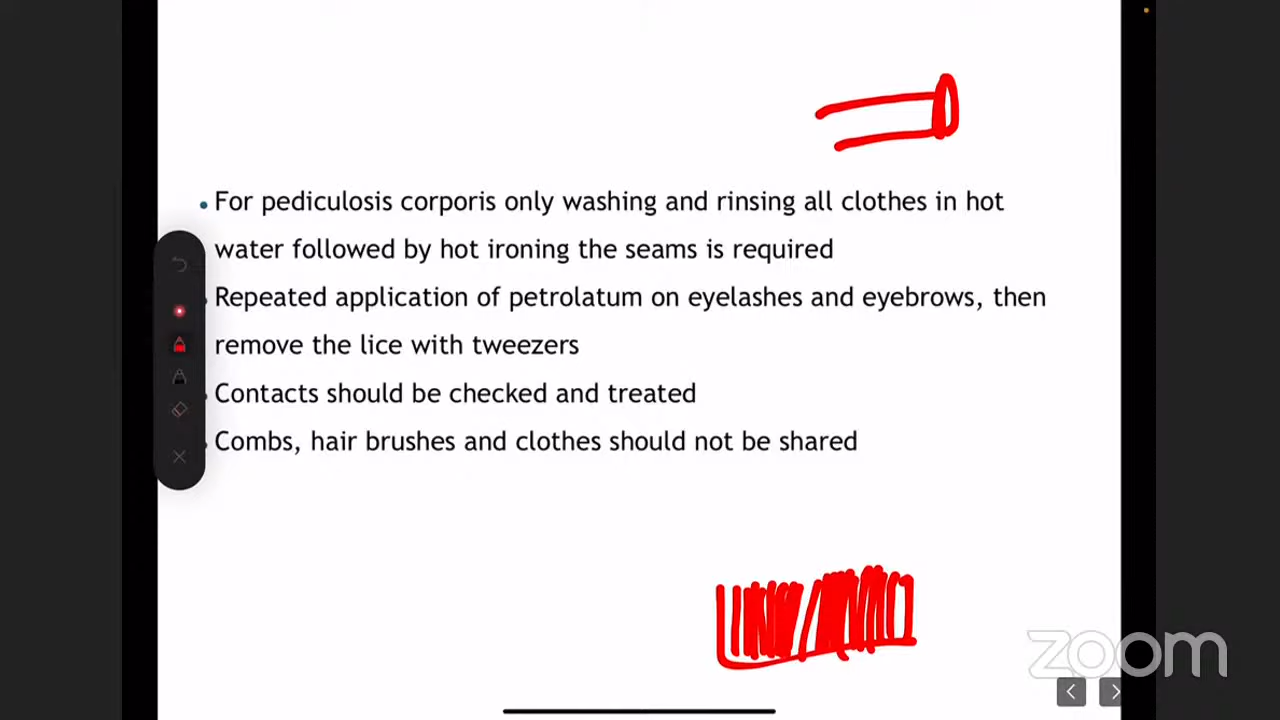 For pediculosis corporis only washing and rinsing all clothes in hot
water followed by hot ironing the seams is required
Repeated application of petrolatum on eyelashes and eyebrows, then
remove the lice with tweezers
Contacts should be checked and treated
Combs, hair brushes and clothes should not be shared
zoom